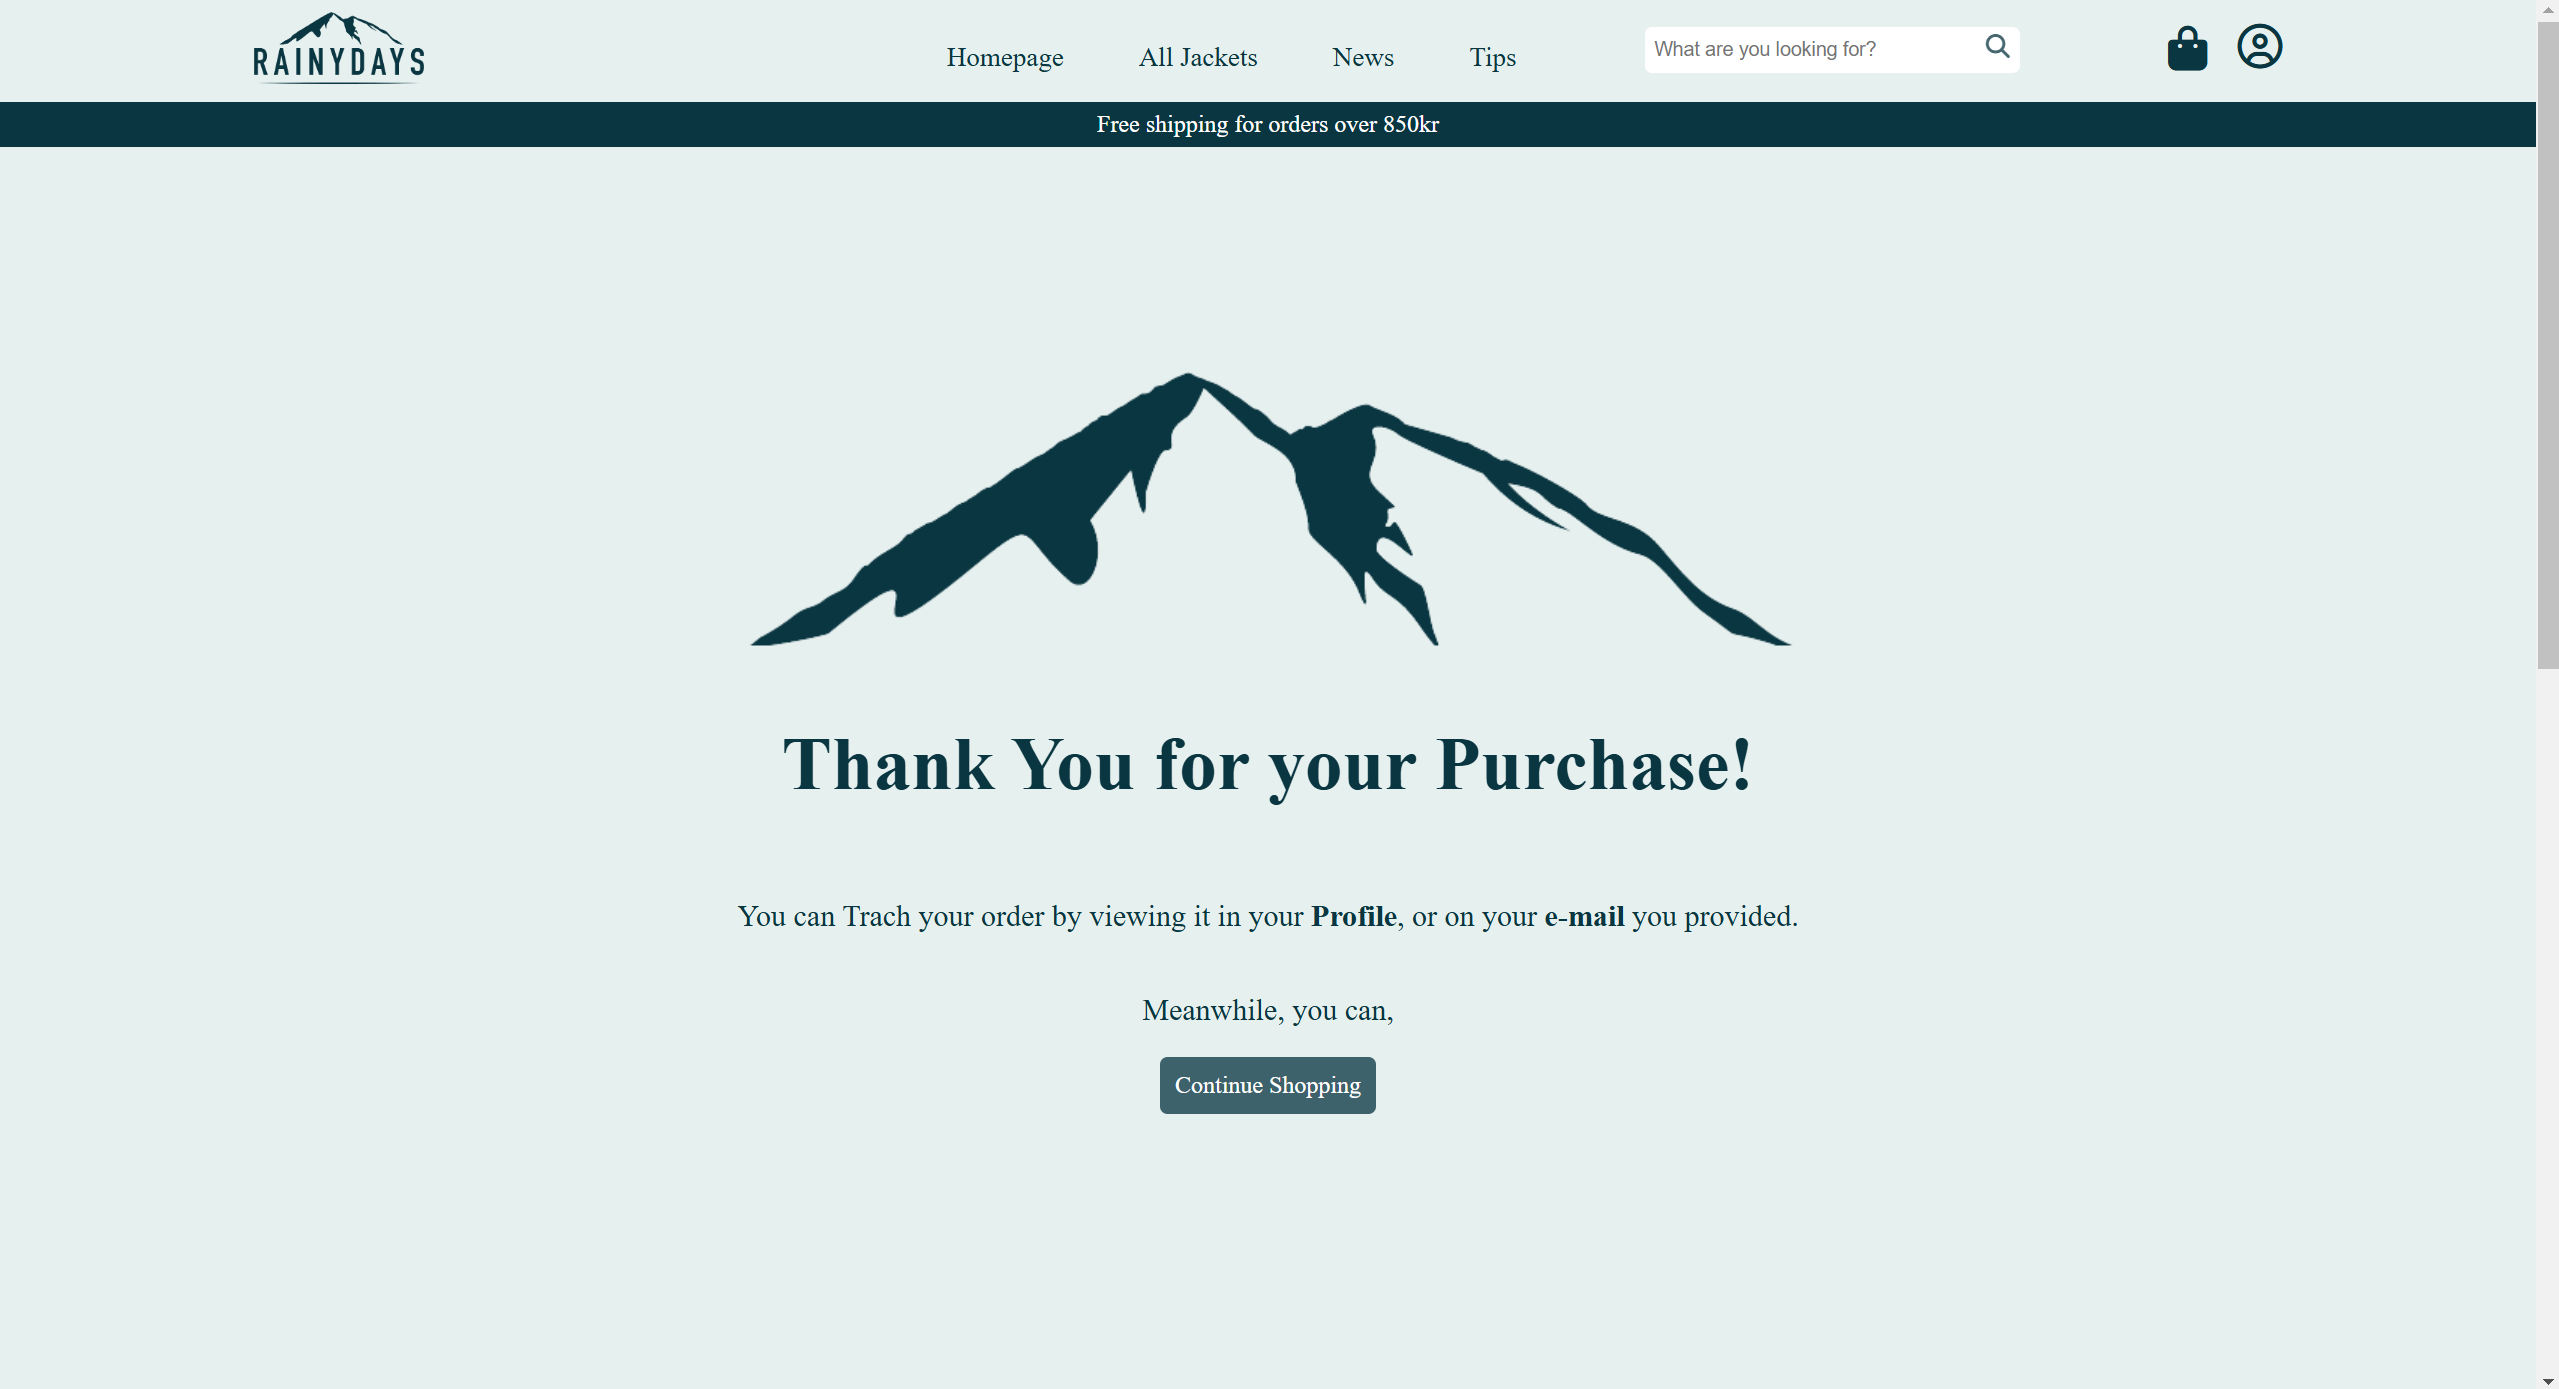 RAINYDAYS
Homepage
All Jackets
News
Tips
What are you looking for?
Free shipping for orders over 850kr
Thank You for your Purchase!
You can Trach your order by viewing it in your Profile, or on your e-mail you provided.
Meanwhile, you can,
Continue Shopping